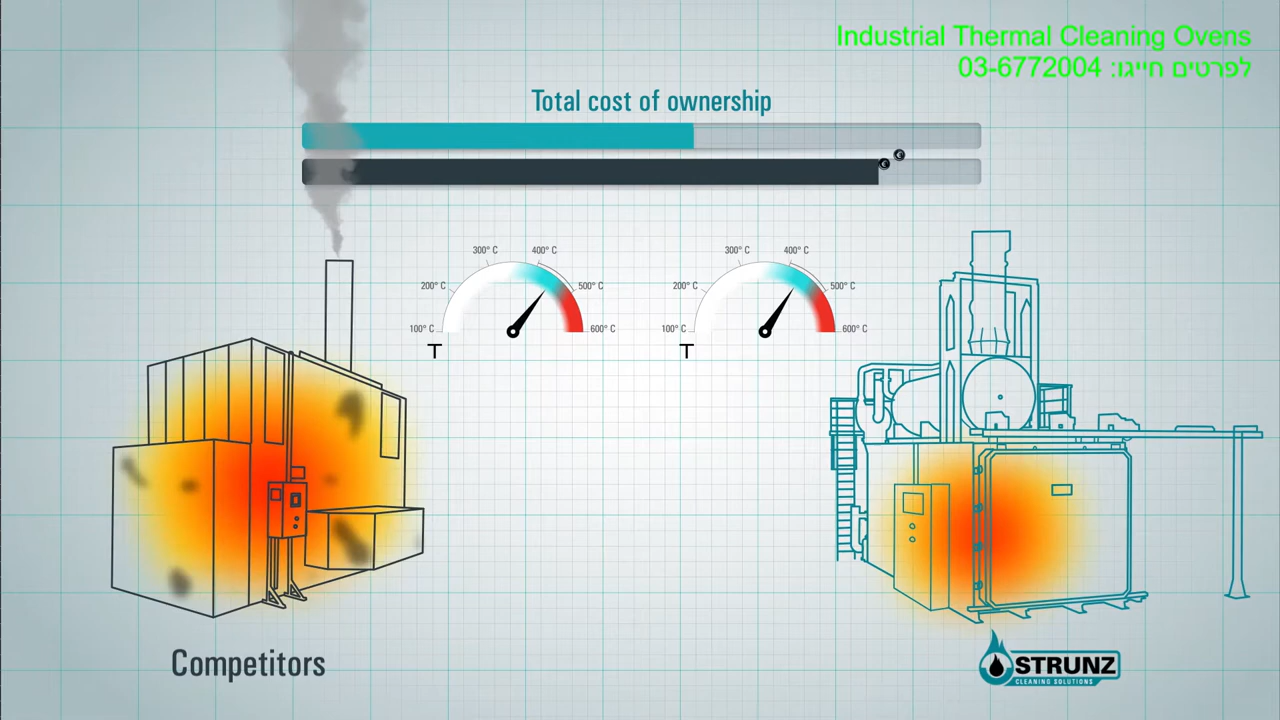 Industrial Thermal Cleaning Ovens
לפרטים חייגו: 03-6772004
Total cost of ownership
300° C 400° C
200° C 500° C
100° C 600° C
T
300° C 400° C
200° C 500° C
100° C 600° C
T
Competitors
STRUNZ
CLEANING SOLUTIONS